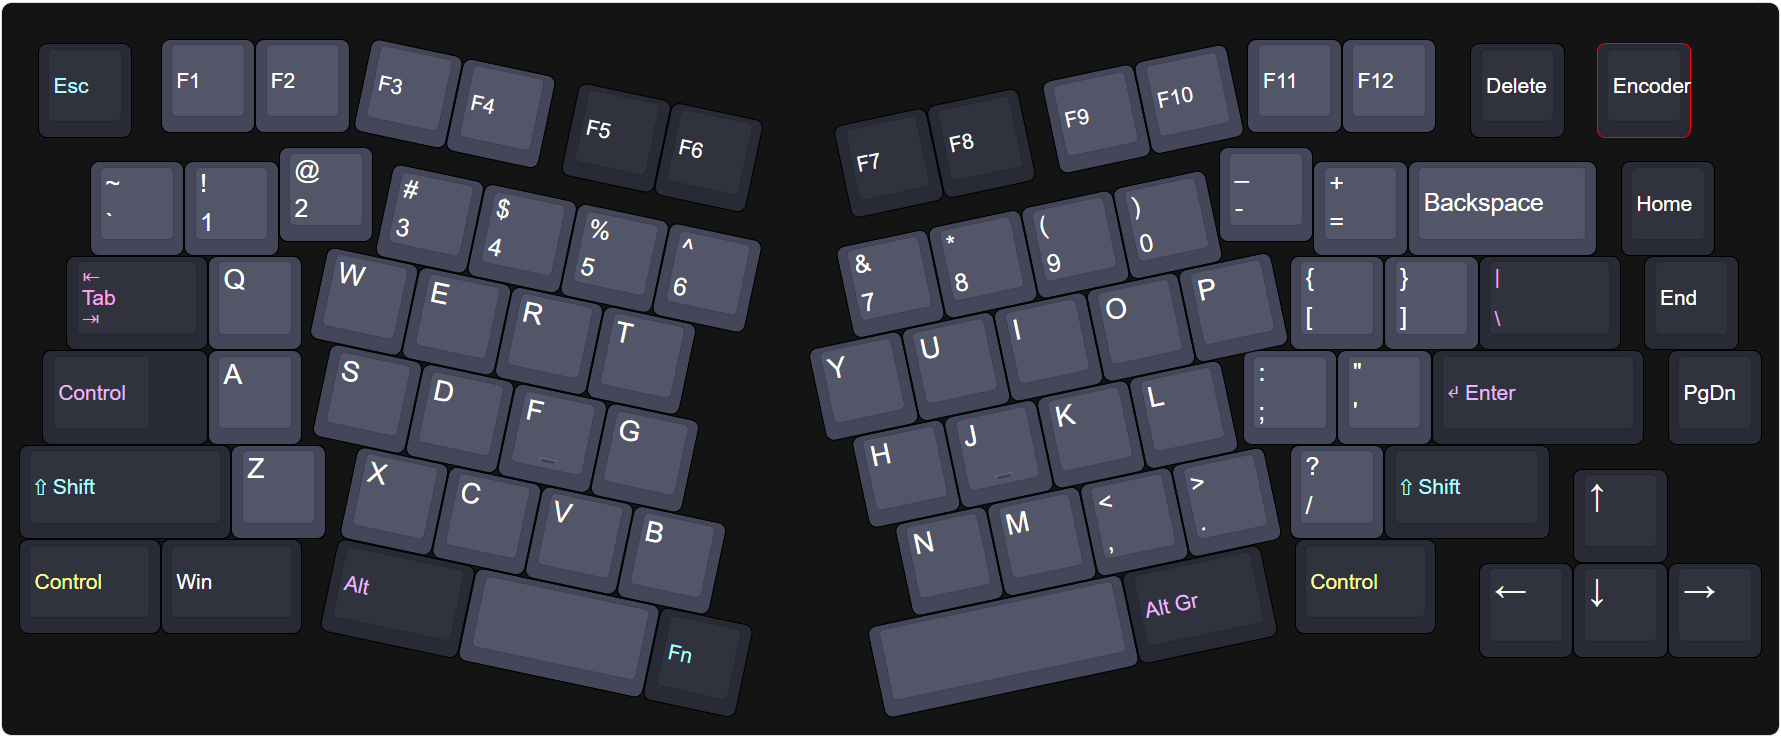 Esc F1 F2 F3 F4 F5 F6 F7 F8 F9 F10 F11 F12 Delete Encoder
~ ! @ # $ % ^ & * ( ) _ +
` 1 2 3 4 5 6 7 8 9 0 - = Backspace Home
⇤
Tab
⇥
Q W E R T Y U I O P
{ } |
[ ] \
End
Control A S D F G H J K L
: "
; '
↵ Enter PgDn
⇧ Shift Z X C V B N M
< > ?
, . /
⇧ Shift ↑
Control Win Alt Fn Alt Gr Control ← ↓ →